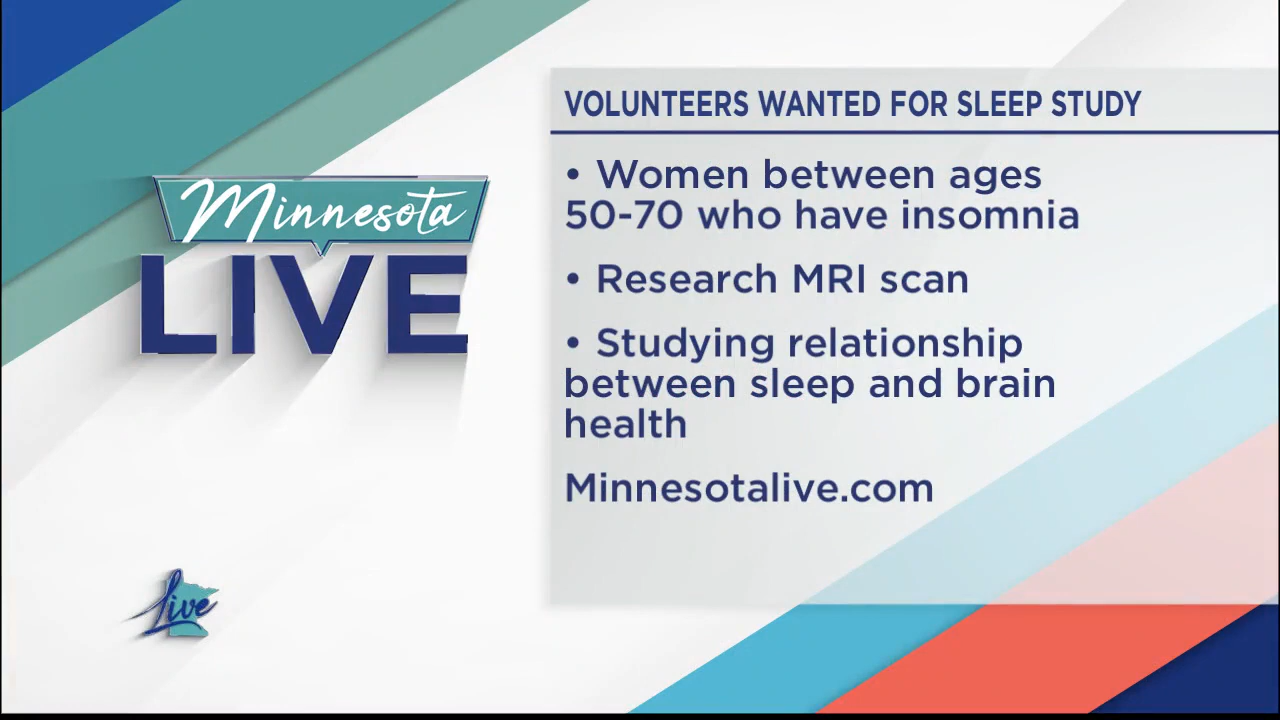 Minnesota
LIVE
VOLUNTEERS WANTED FOR SLEEP STUDY
• Women between ages
50-70 who have insomnia
• Research MRI scan
• Studying relationship
between sleep and brain
health
Minnesotalive.com
Live